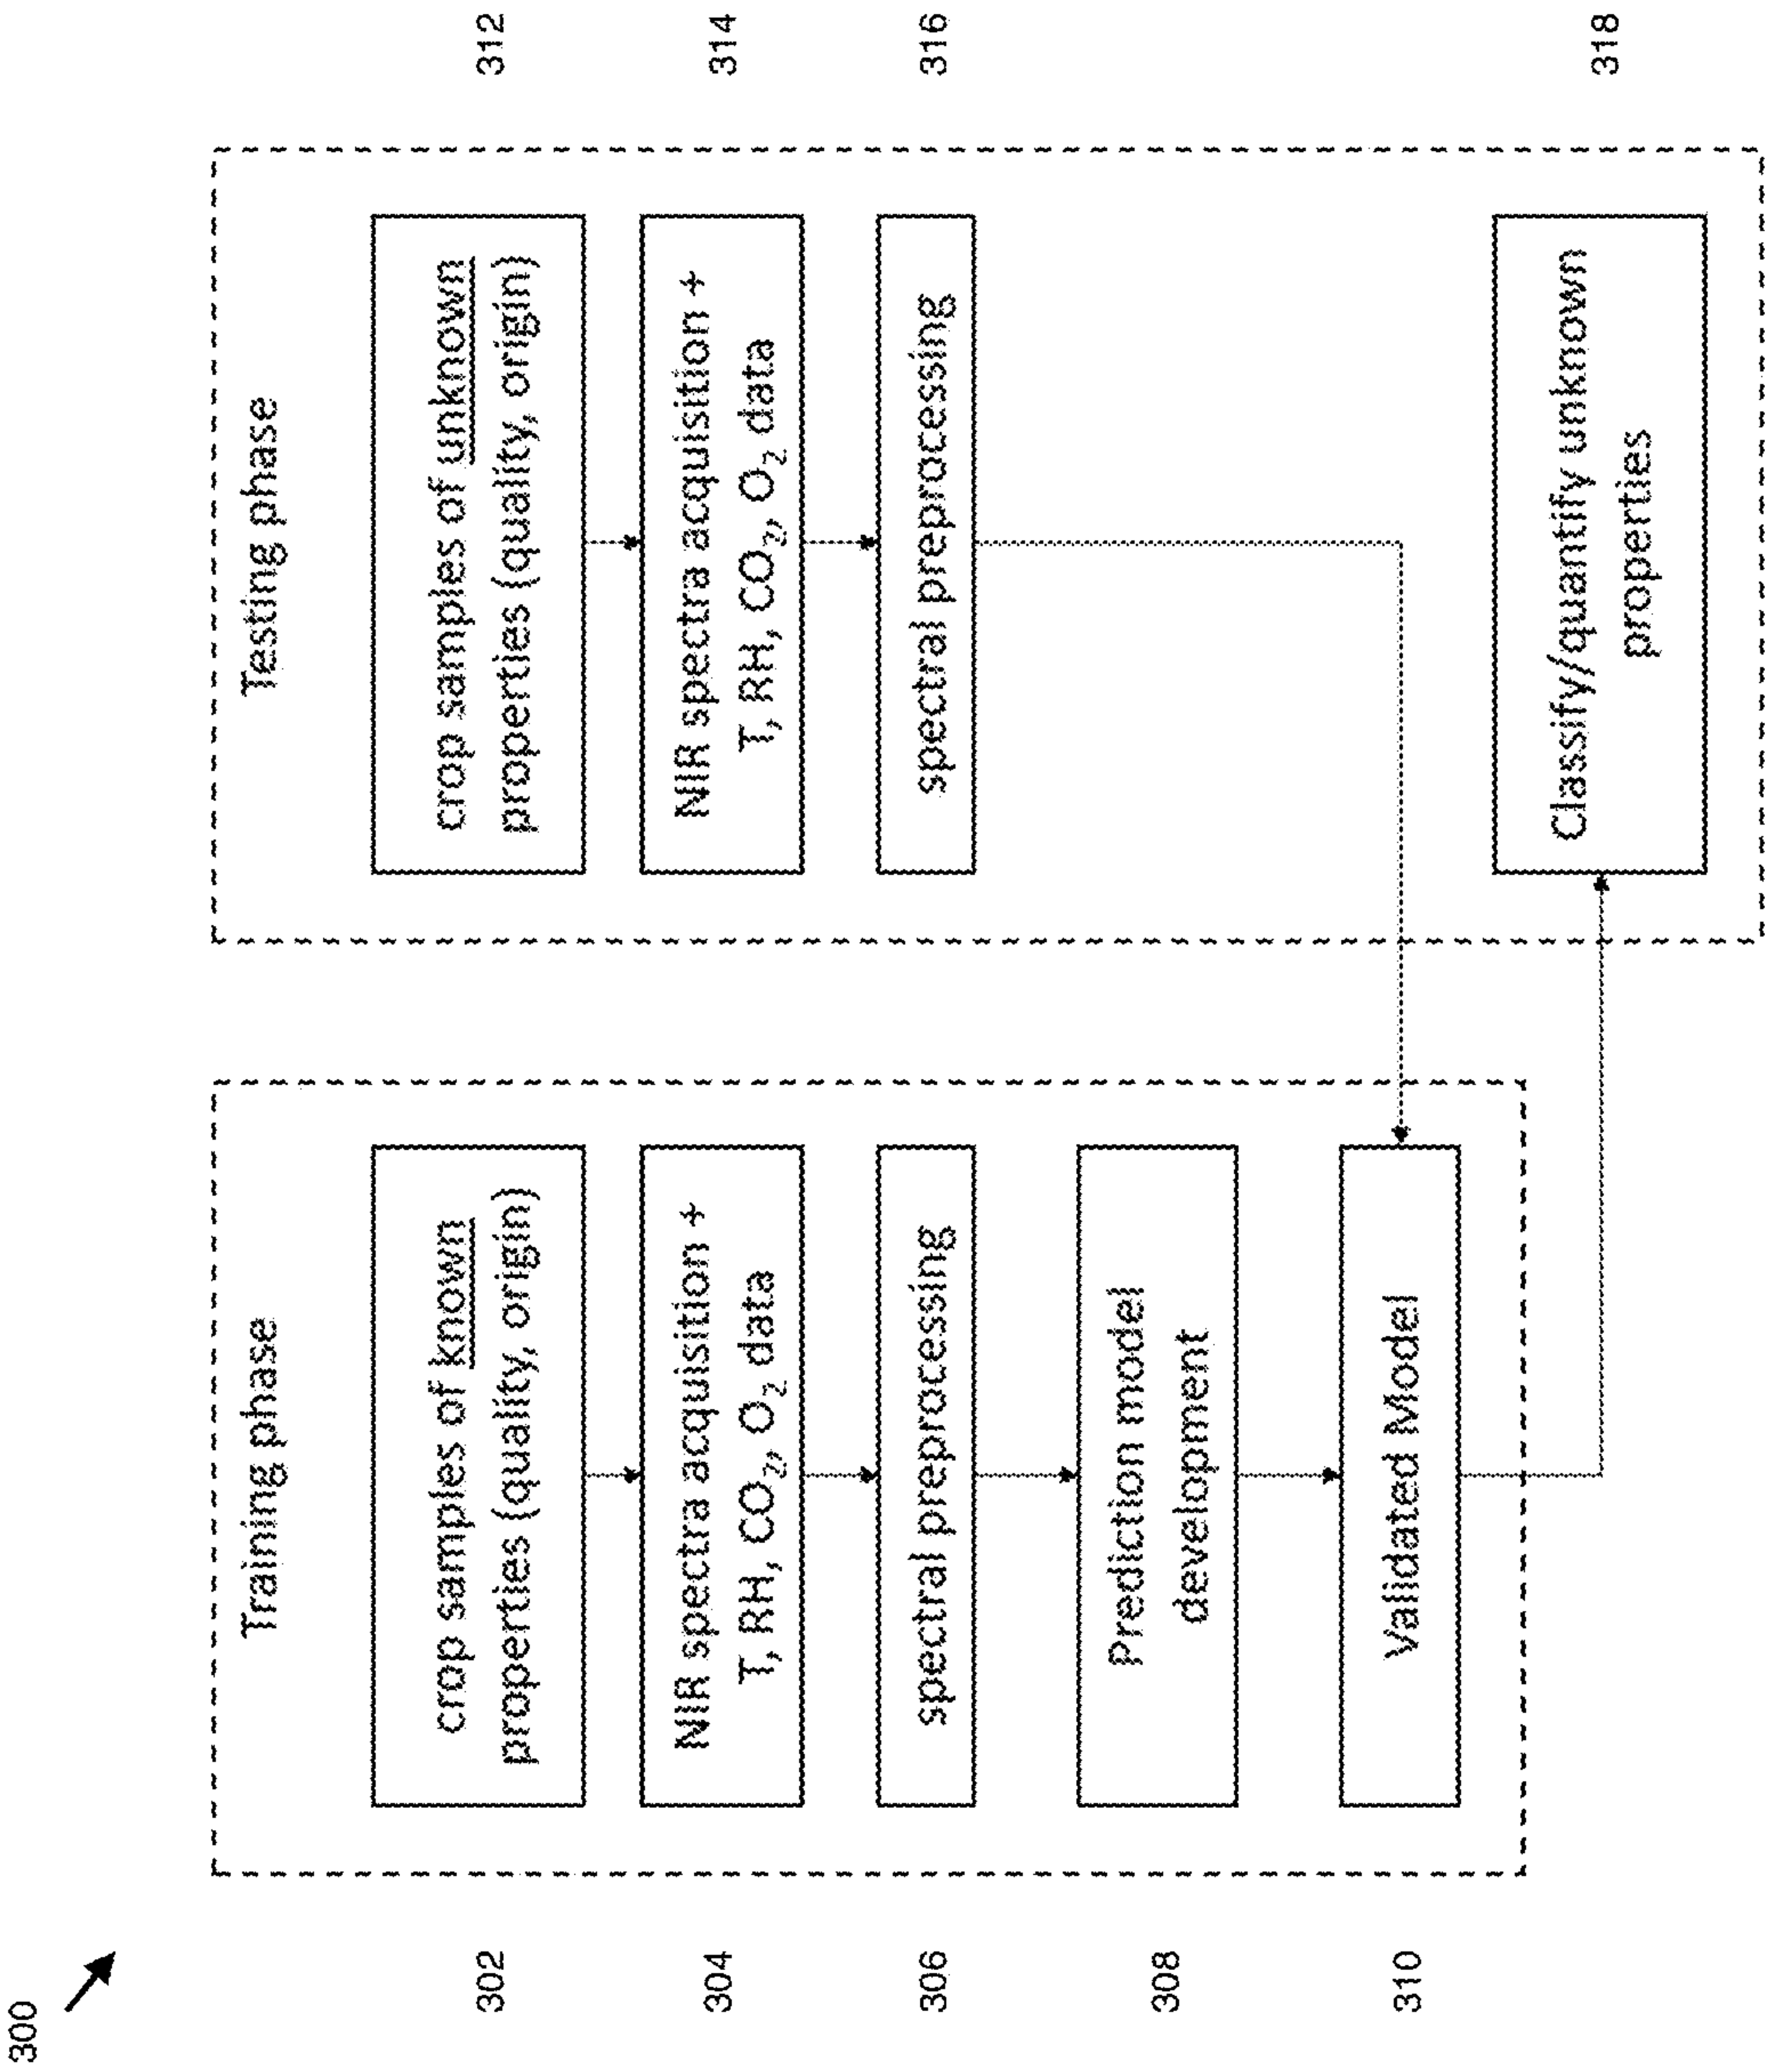 300
Training phase
302
crop samples of known
properties (quality, origin)
304
NIR spectra acquisition +
T, RH, CO₂, O₂ data
306
spectral preprocessing
308
Prediction model
development
310
Validated Model
Testing phase
crop samples of unknown
properties (quality, origin)
312
NIR spectra acquisition +
T, RH, CO₂, O₂ data
314
spectral preprocessing
316
Classify/quantify unknown
properties
318